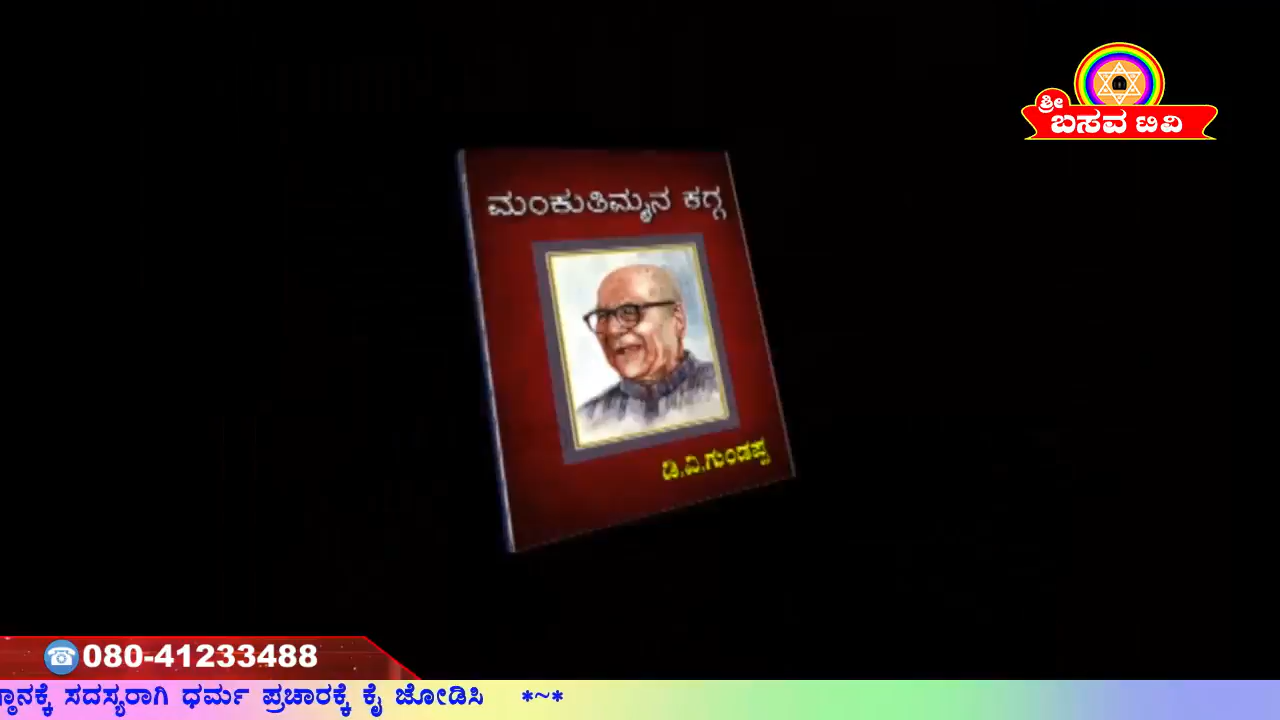 ಶ್ರೀ
ಬಸವ ಟಿವಿ
ಮಂಕುತಿಮ್ಮನ ಕಗ್ಗ
ಡಿ.ವಿ.ಗುಂಡಪ್ಪ
080-41233488
ಸದಸ್ಯರಾಗಿ ಧರ್ಮ ಪ್ರಚಾರಕ್ಕೆ ಕೈ ಜೋಡಿಸಿ *~*